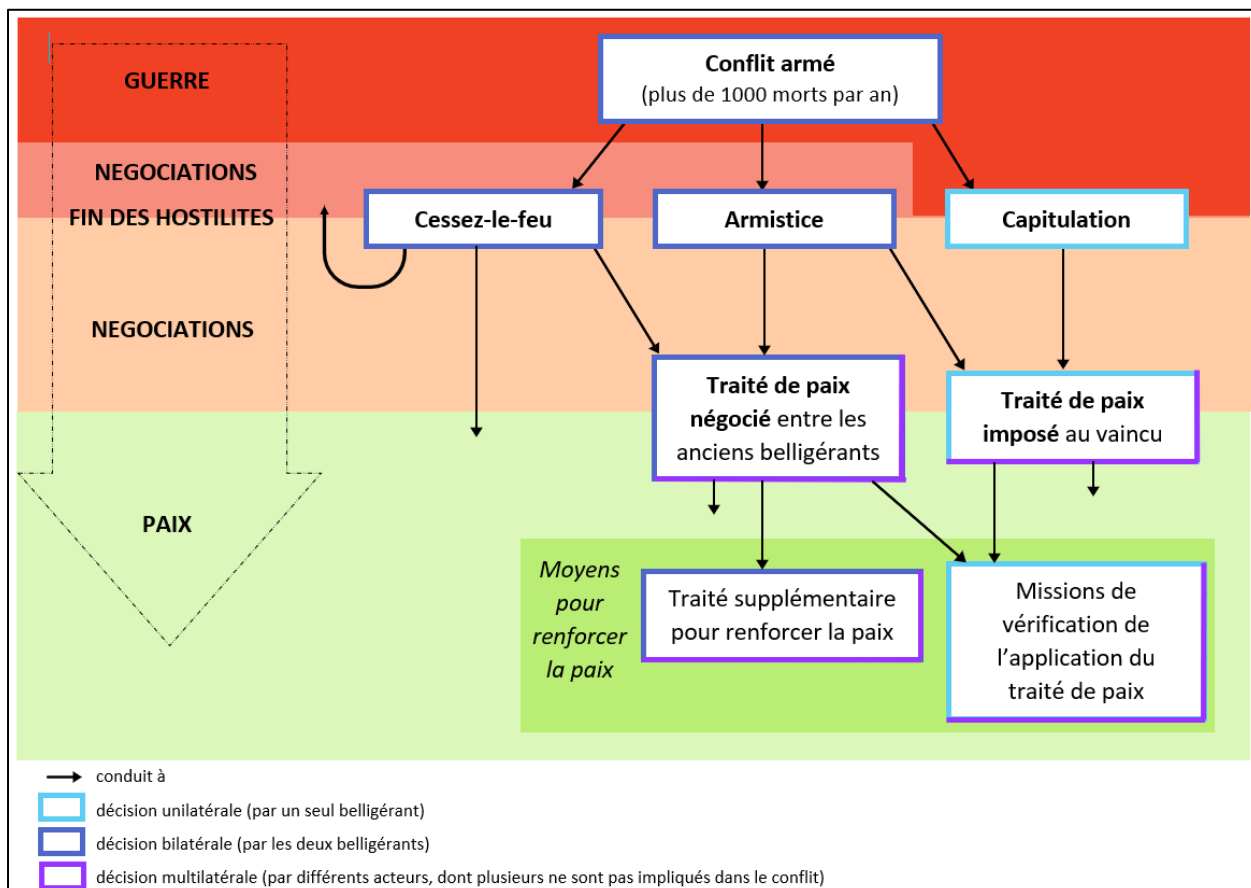 GUERRE
Conflit armé
(plus de 1000 morts par an)
NEGOCIATIONS
FIN DES HOSTILITES
Cessez-le-feu
Armistice
Capitulation
NEGOCIATIONS
Traité de paix
négocié entre les
anciens belligérants
Traité de paix
imposé au vaincu
PAIX
Moyens
pour
renforcer
la paix
Traité supplémentaire
pour renforcer la paix
Missions de
vérification de
l'application du
traité de paix
conduit à
décision unilatérale (par un seul belligérant)
décision bilatérale (par les deux belligérants)
décision multilatérale (par différents acteurs, dont plusieurs ne sont pas impliqués dans le conflit)